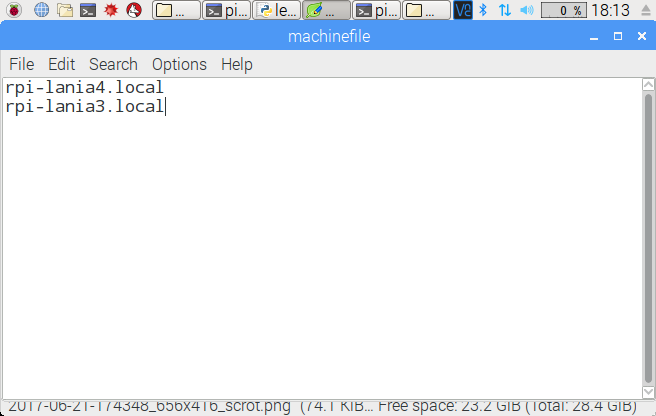 ... pi... le... ... pi... ... 0 % 18:13
machinefile
File Edit Search Options Help
rpi-lania4.local
rpi-lania3.local
2017-06-21-174348_656x416_scrot.png (74.1 KIB... Free space: 23.2 GIB (Total: 28.4 GIB)